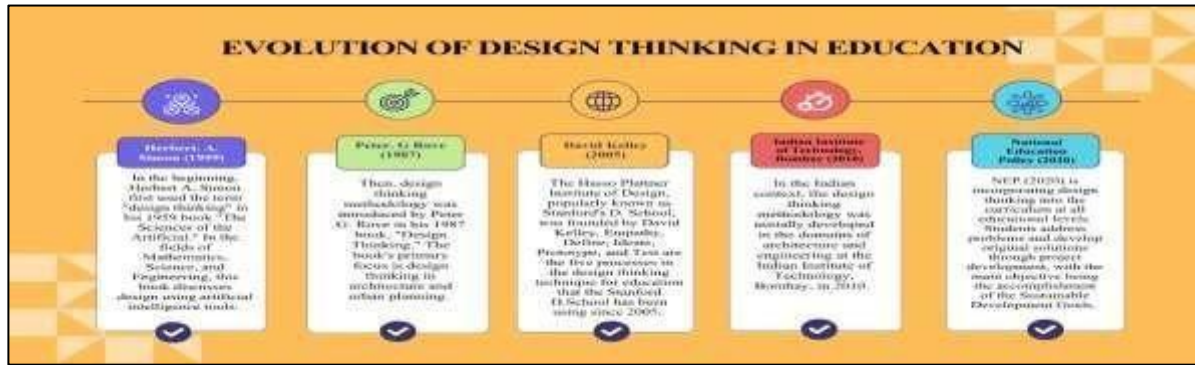 EVOLUTION OF DESIGN THINKING IN EDUCATION
Herbert. A.
Simon (1959)
In the beginning,
Herbert A. Simon
first used the term
"design thinking" in
his 1959 book "The
Sciences of the
Artificial." In the
fields of
Mathematics,
Science, and
Engineering, this
book discusses
design using artificial
intelligence tools.
Peter. G Rowe
(1987)
Then, design
thinking
methodology was
introduced by Peter
G. Rowe in his 1987
book, "Design
Thinking." The
book's primary
focus is design
thinking in
architecture and
urban planning.
David Kelley
(2005)
The Hasso Plattner
Institute of Design,
popularly known as
Stanford's D. School,
was founded by David
Kelley. Empathy,
Define, Ideate,
Prototype, and Test are
the five processes in
the design thinking
technique for education
that the Stanford
D.School has been
using since 2005.
Indian Institute
of Technology,
Bombay (2010)
In the Indian
context, the design
thinking
methodology was
initially developed
in the domains of
architecture and
engineering at the
Indian Institute of
Technology,
Bombay, in 2010.
National
Education
Policy (2020)
NEP (2020) is
incorporating design
thinking into the
curriculum at all
educational levels.
Students address
problems and develop
original solutions
through project
development, with the
main objective being
the accomplishment
of the Sustainable
Development Goals.